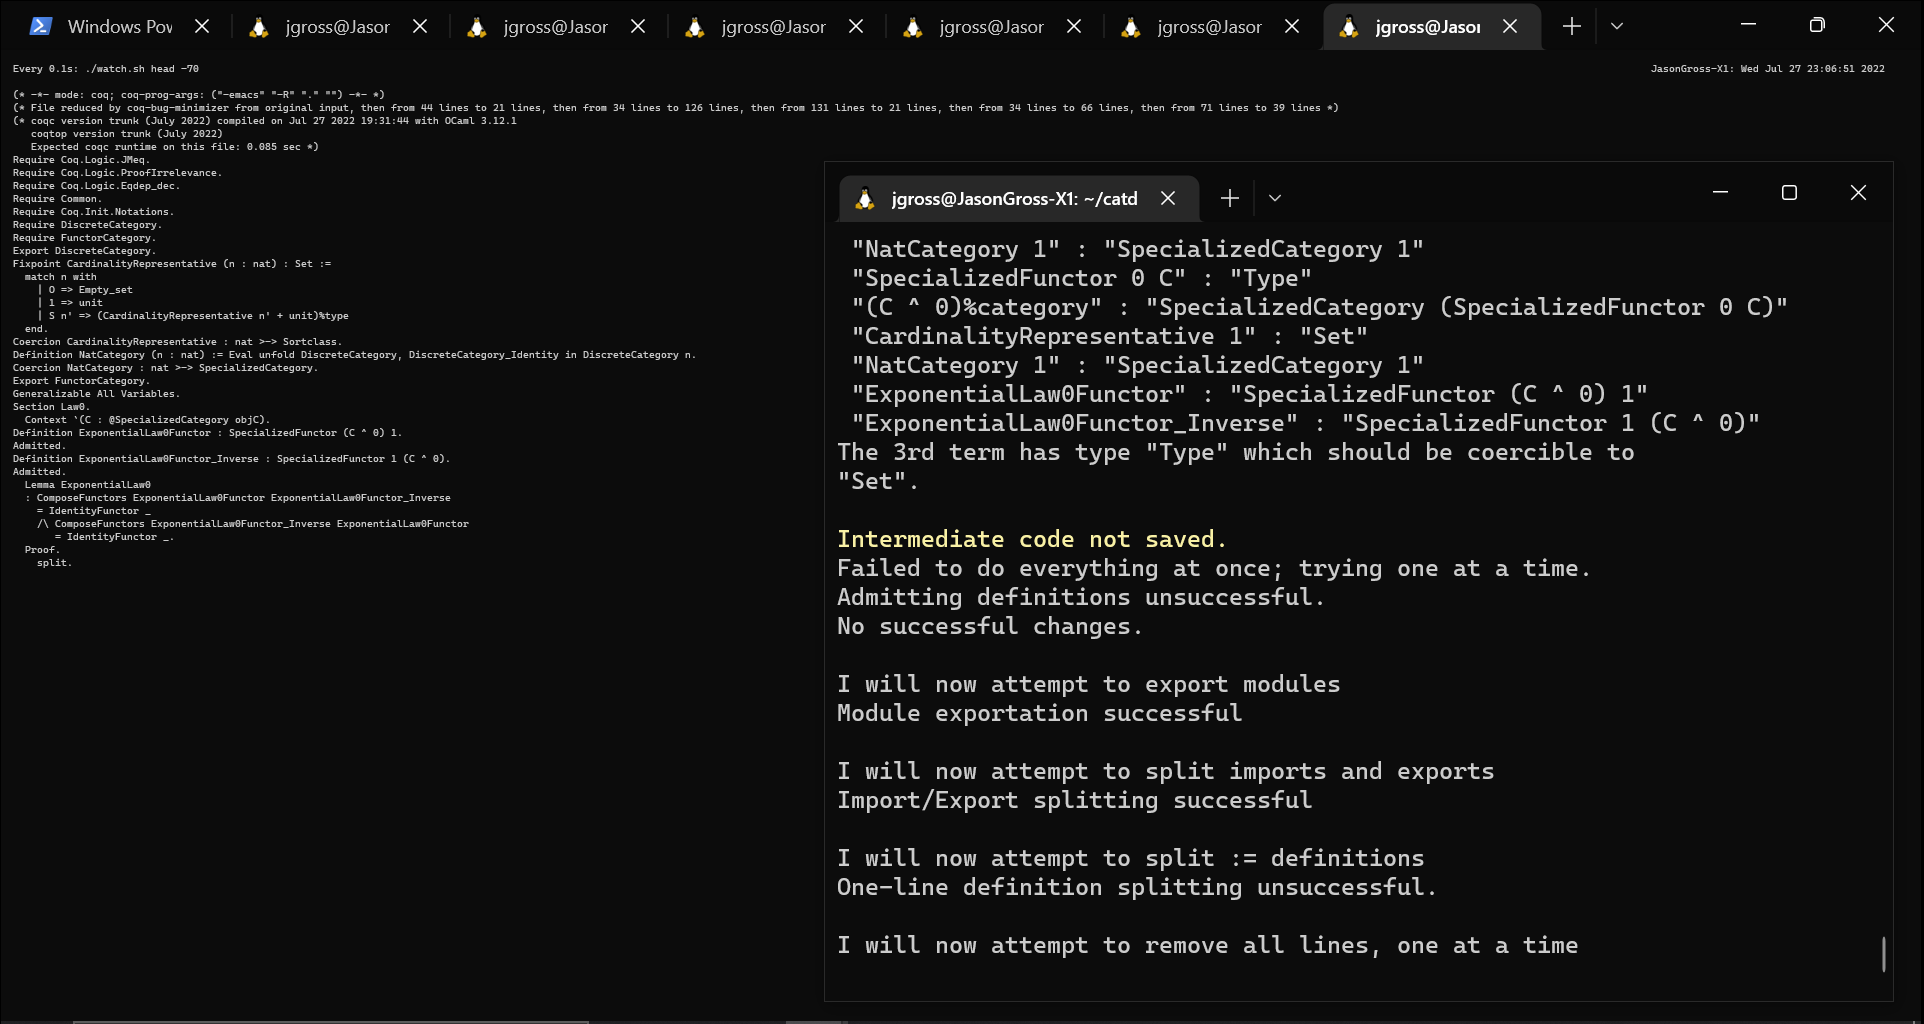 Windows Pov
jgross@Jasor
jgross@Jasor
jgross@Jasor
jgross@Jasor
jgross@Jasor
jgross@Jasor
Every 0.1s: ./watch.sh head -70
JasonGross-X1: Wed Jul 27 23:06:51 2022
(* -*- mode: coq; coq-prog-args: ("-emacs" "-R" "." "") -*- *)
(* File reduced by coq-bug-minimizer from original input, then from 44 lines to 21 lines, then from 34 lines to 126 lines, then from 131 lines to 21 lines, then from 34 lines to 66 lines, then from 71 lines to 39 lines *)
(* coqc version trunk (July 2022) compiled on Jul 27 2022 19:31:44 with OCaml 3.12.1
   coqtop version trunk (July 2022)
   Expected coqc runtime on this file: 0.085 sec *)
Require Coq.Logic.JMeq.
Require Coq.Logic.ProofIrrelevance.
Require Coq.Logic.Eqdep_dec.
Require Common.
Require Coq.Init.Notations.
Require DiscreteCategory.
Require FunctorCategory.
Export DiscreteCategory.
Fixpoint CardinalityRepresentative (n : nat) : Set :=
  match n with
    | O => Empty_set
    | 1 => unit
    | S n' => (CardinalityRepresentative n' + unit)%type
  end.
Coercion CardinalityRepresentative : nat >-> Sortclass.
Definition NatCategory (n : nat) := Eval unfold DiscreteCategory, DiscreteCategory_Identity in DiscreteCategory n.
Coercion NatCategory : nat >-> SpecializedCategory.
Export FunctorCategory.
Generalizable All Variables.
Section Law0.
  Context `(C : @SpecializedCategory objC).
Definition ExponentialLaw0Functor : SpecializedFunctor (C ^ 0) 1.
Admitted.
Definition ExponentialLaw0Functor_Inverse : SpecializedFunctor 1 (C ^ 0).
Admitted.
  Lemma ExponentialLaw0
  : ComposeFunctors ExponentialLaw0Functor ExponentialLaw0Functor_Inverse
    = IdentityFunctor _
    /\ ComposeFunctors ExponentialLaw0Functor_Inverse ExponentialLaw0Functor
       = IdentityFunctor _.
  Proof.
    split.
jgross@JasonGross-X1: ~/catd
"NatCategory 1" : "SpecializedCategory 1"
"SpecializedFunctor 0 C" : "Type"
"(C ^ 0)%category" : "SpecializedCategory (SpecializedFunctor 0 C)"
"CardinalityRepresentative 1" : "Set"
"NatCategory 1" : "SpecializedCategory 1"
"ExponentialLaw0Functor" : "SpecializedFunctor (C ^ 0) 1"
"ExponentialLaw0Functor_Inverse" : "SpecializedFunctor 1 (C ^ 0)"
The 3rd term has type "Type" which should be coercible to
"Set".
Intermediate code not saved.
Failed to do everything at once; trying one at a time.
Admitting definitions unsuccessful.
No successful changes.
I will now attempt to export modules
Module exportation successful
I will now attempt to split imports and exports
Import/Export splitting successful
I will now attempt to split := definitions
One-line definition splitting unsuccessful.
I will now attempt to remove all lines, one at a time